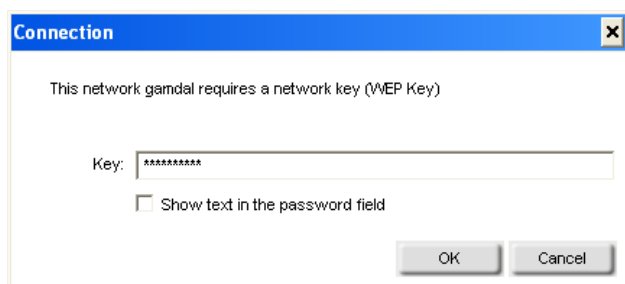 Connection
This network gamdal requires a network key (WEP Key)
Key: **********
Show text in the password field
OK Cancel